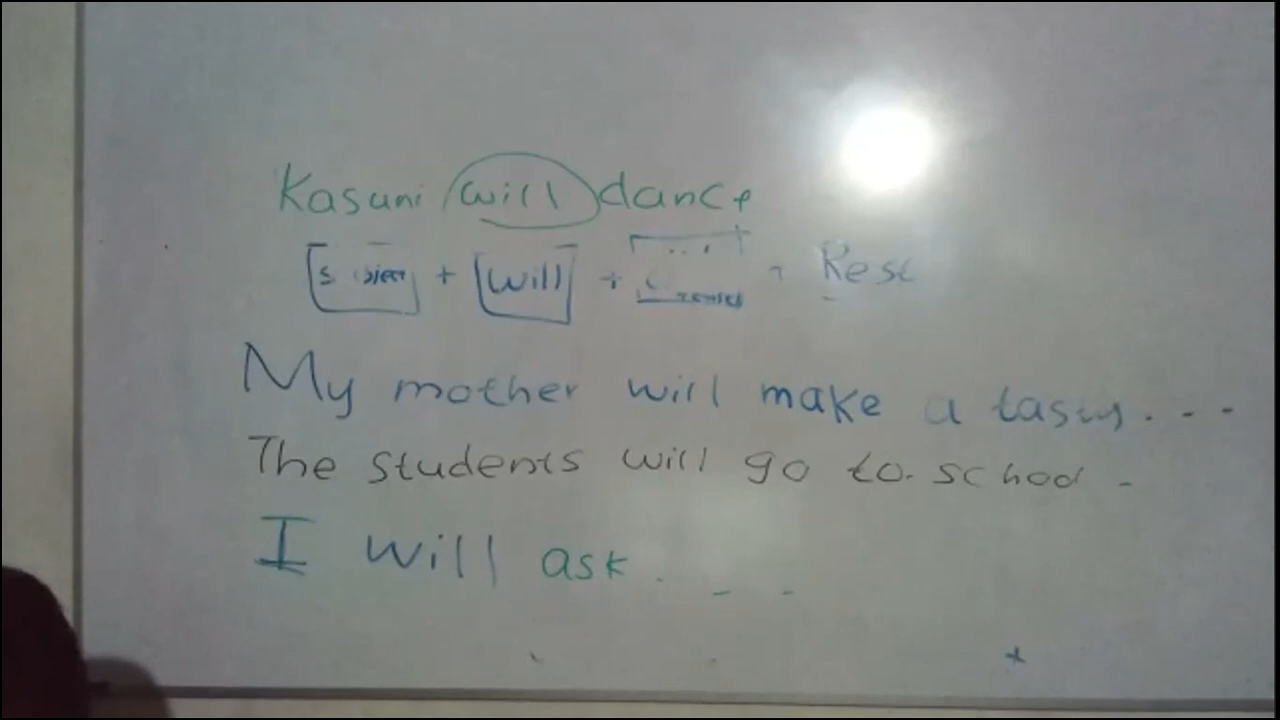 Kasuni will dance
+ will + Rest
My mother will make a tasty . . .
The students will go to school .
I will ask . . .